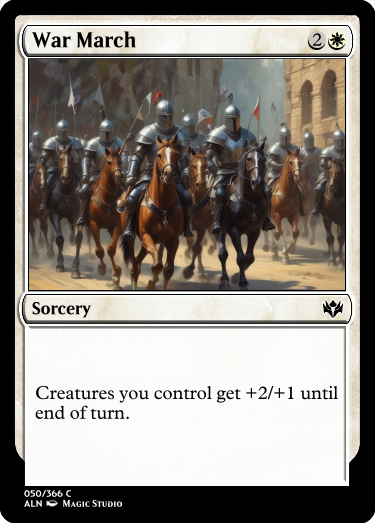 War March 2
Sorcery
Creatures you control get +2/+1 until
end of turn.
050/366 C
ALN Magic Studio